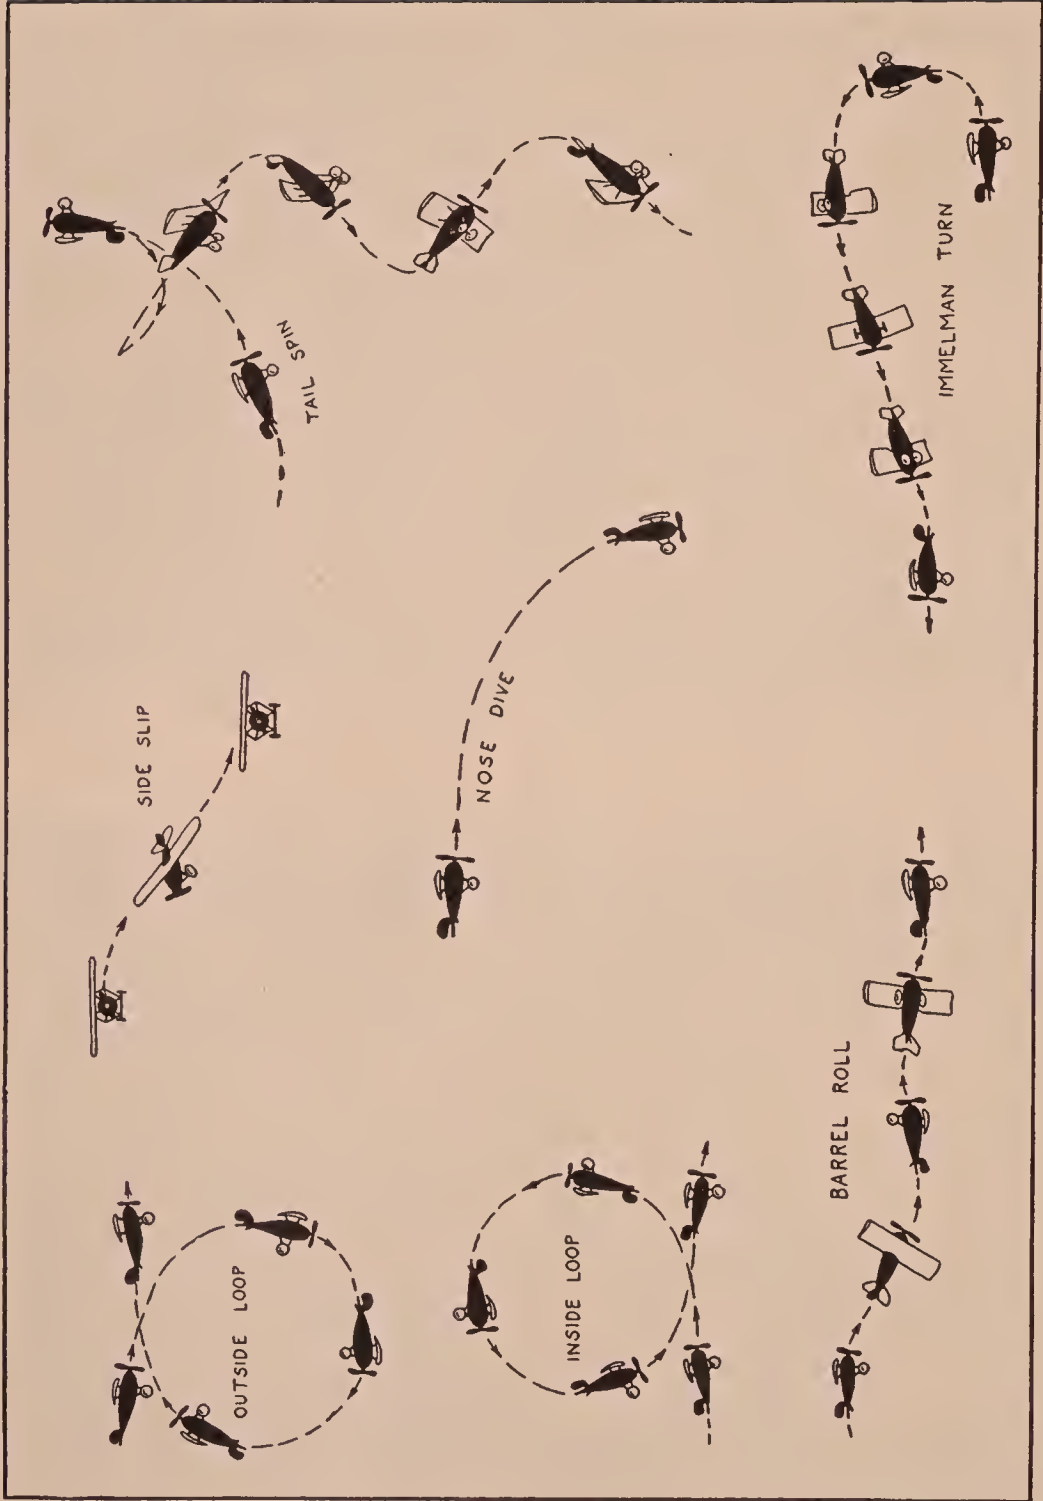 OUTSIDE LOOP
SIDE SLIP
TAIL SPIN
INSIDE LOOP
NOSE DIVE
BARREL ROLL
IMMELMAN TURN